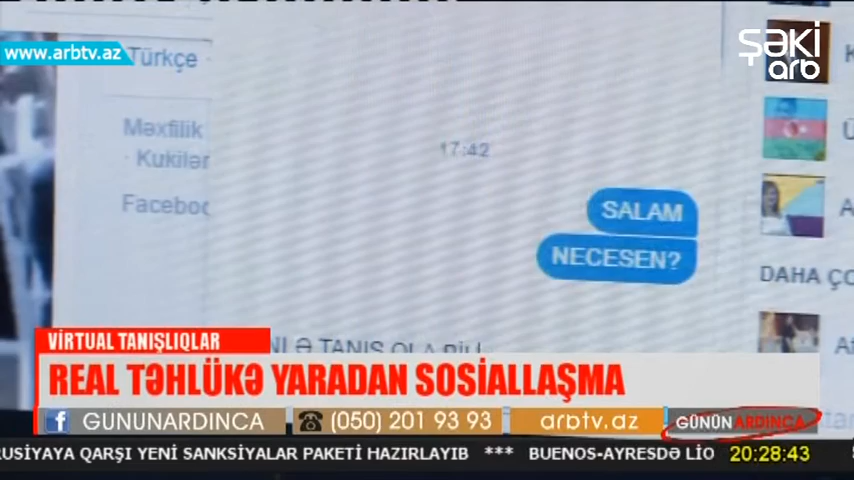 www.arbtv.az
Türkçe
ŞƏKİ
arb
Məxfilik
· Kukilər
17:42
Faceboo
SALAM
NECESEN?
DAHA ÇO
VİRTUAL TANIŞLIQLAR
REAL TƏHLÜKƏ YARADAN SOSİALLAŞMA
GUNUNARDINCA
(050) 201 93 93
arbtv.az
GÜNÜN ARDINCA
RUSİYAYA QARŞI YENİ SANKSİYALAR PAKETİ HAZIRLAYIB *** BUENOS-AYRESDƏ LİO
20:28:43